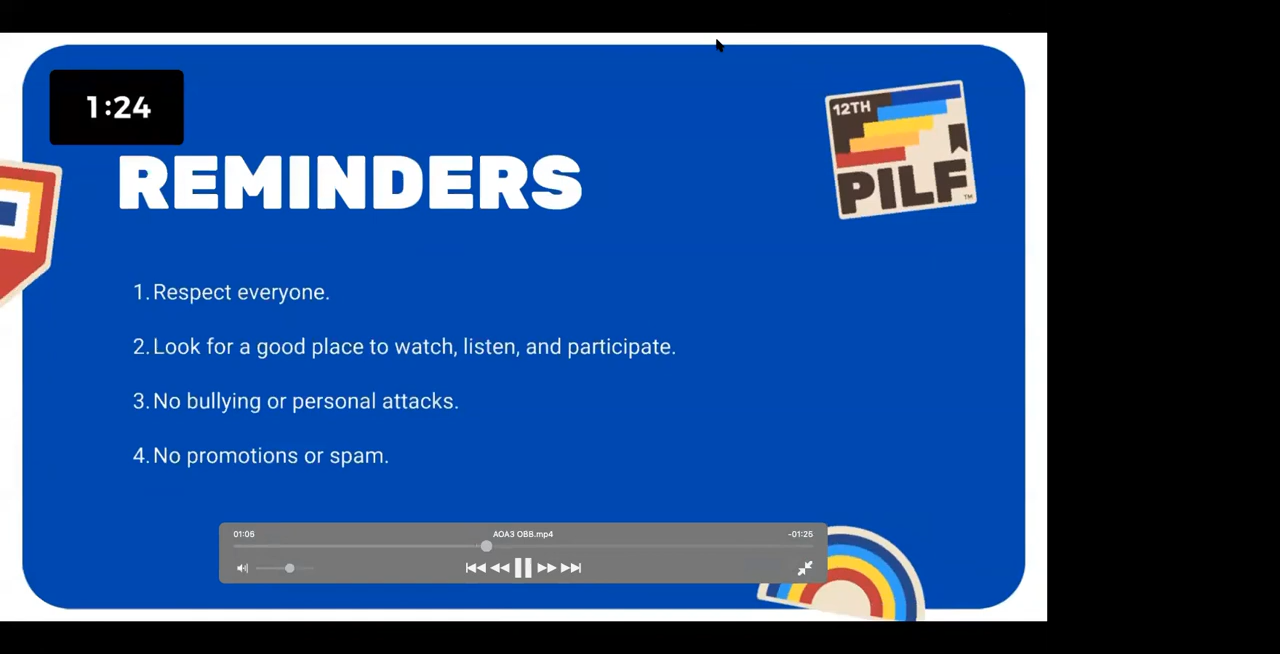 1:24
12TH
PILF
TM
REMINDERS
1. Respect everyone.
2. Look for a good place to watch, listen, and participate.
3. No bullying or personal attacks.
4. No promotions or spam.
01:05
AOA3 OBB.mp4
-01:25